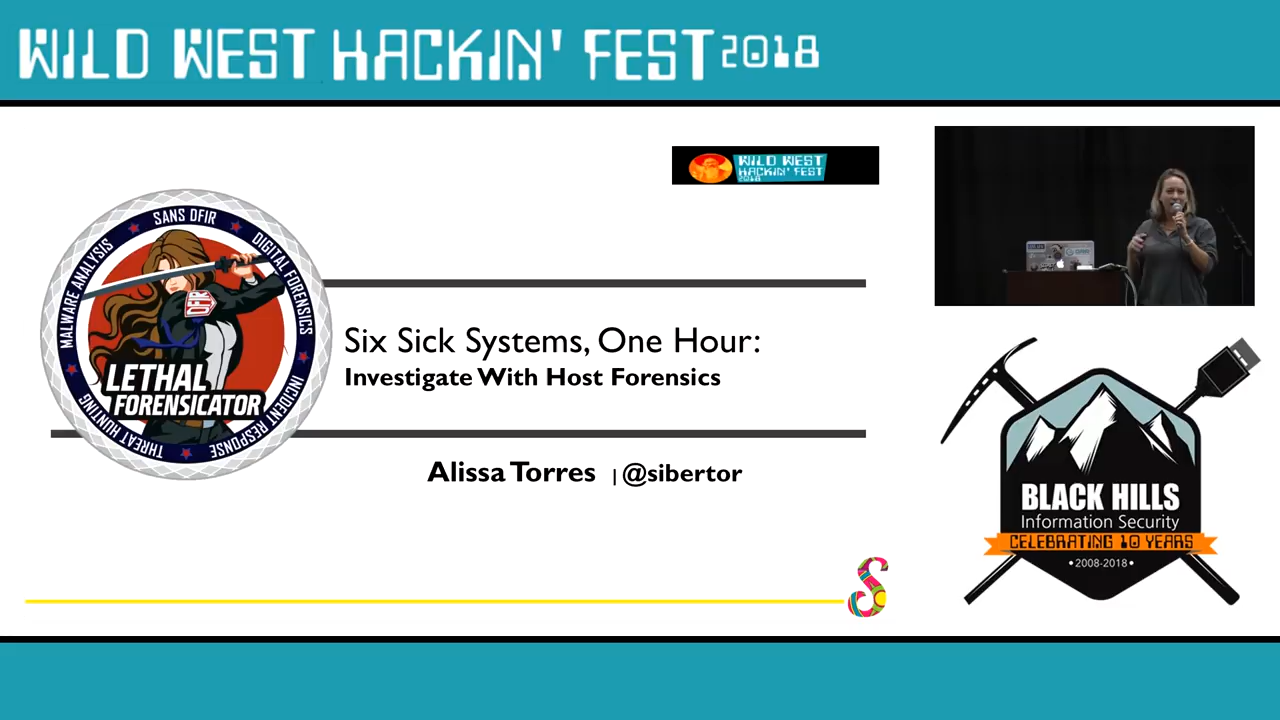 WILD WEST HACKIN' FEST 2018
WILD WEST
HACKIN' FEST
2018
SANS DFIR
DIGITAL FORENSICS
INCIDENT RESPONSE
THREAT HUNTING
MALWARE ANALYSIS
DFIR
LETHAL
FORENSICATOR
Six Sick Systems, One Hour:
Investigate With Host Forensics
Alissa Torres | @sibertor
S
BLACK HILLS
Information Security
CELEBRATING 10 YEARS
•2008-2018•